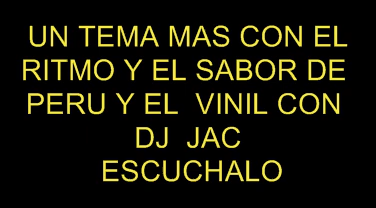 UN TEMA MAS CON EL
RITMO Y EL SABOR DE
PERU Y EL VINIL CON
DJ JAC
ESCUCHALO